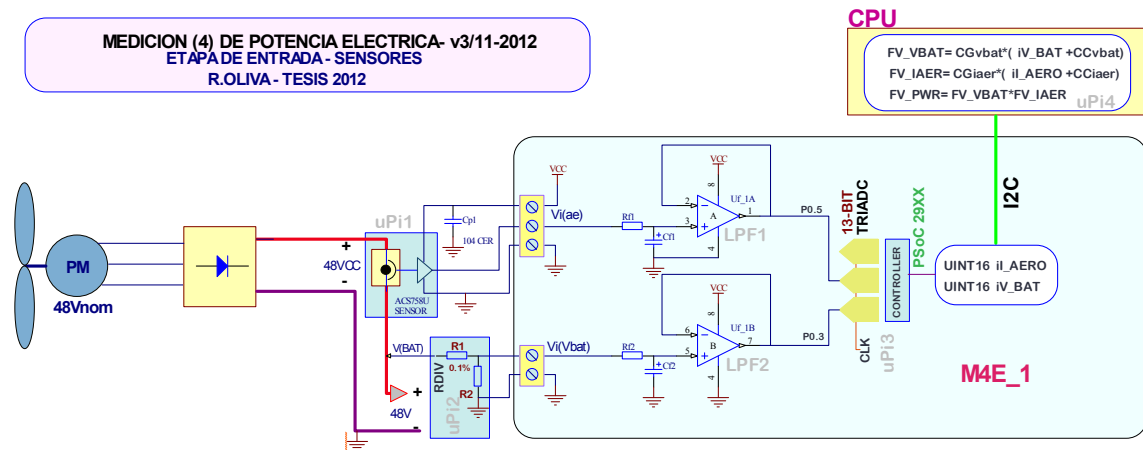 MEDICION (4) DE POTENCIA ELECTRICA- v3/11-2012
ETAPA DE ENTRADA - SENSORES
R.OLIVA - TESIS 2012
CPU
FV_VBAT= CGvbat*( iV_BAT +CCvbat)
FV_IAER= CGiaer*( iI_AERO +CCiaer)
FV_PWR= FV_VBAT*FV_IAER
uPi4
I2C
PM
48Vnom
uPi1
+
48VCC
-
ACS758U
SENSOR
Cp1
104 CER
VCC
Vi(ae)
Rf1
Cf1
+
VCC
8
2
3
−
+
A
4
1
Uf_1A
LPF1
P0.5
V(BAT)
R1
0.1%
R2
RDIV
uPi2
+
48V
-
Vi(Vbat)
Rf2
Cf2
+
VCC
8
6
5
−
+
B
4
7
Uf_1B
LPF2
P0.3
13-BIT
TRIADC
CLK
CONTROLLER
uPi3
PSoC 29XX
UINT16 iI_AERO
UINT16 iV_BAT
M4E_1